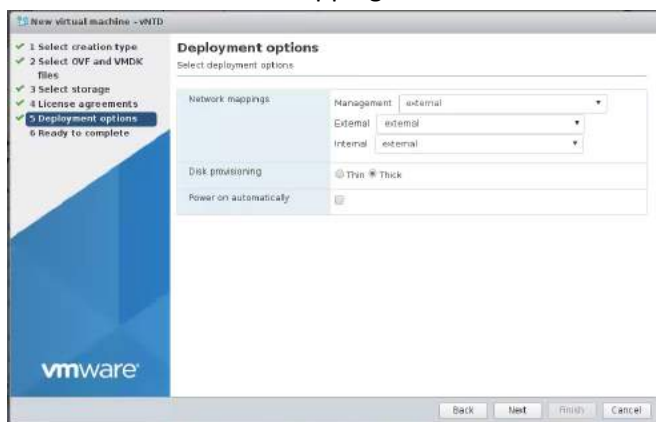 New virtual machine - vNTD
1 Select creation type
2 Select OVF and VMDK
files
3 Select storage
4 License agreements
5 Deployment options
6 Ready to complete
Deployment options
Select deployment options
Network mappings
Management external
External external
Internal external
Disk provisioning
Thin Thick
Power on automatically
vmware
Back Next Finish Cancel